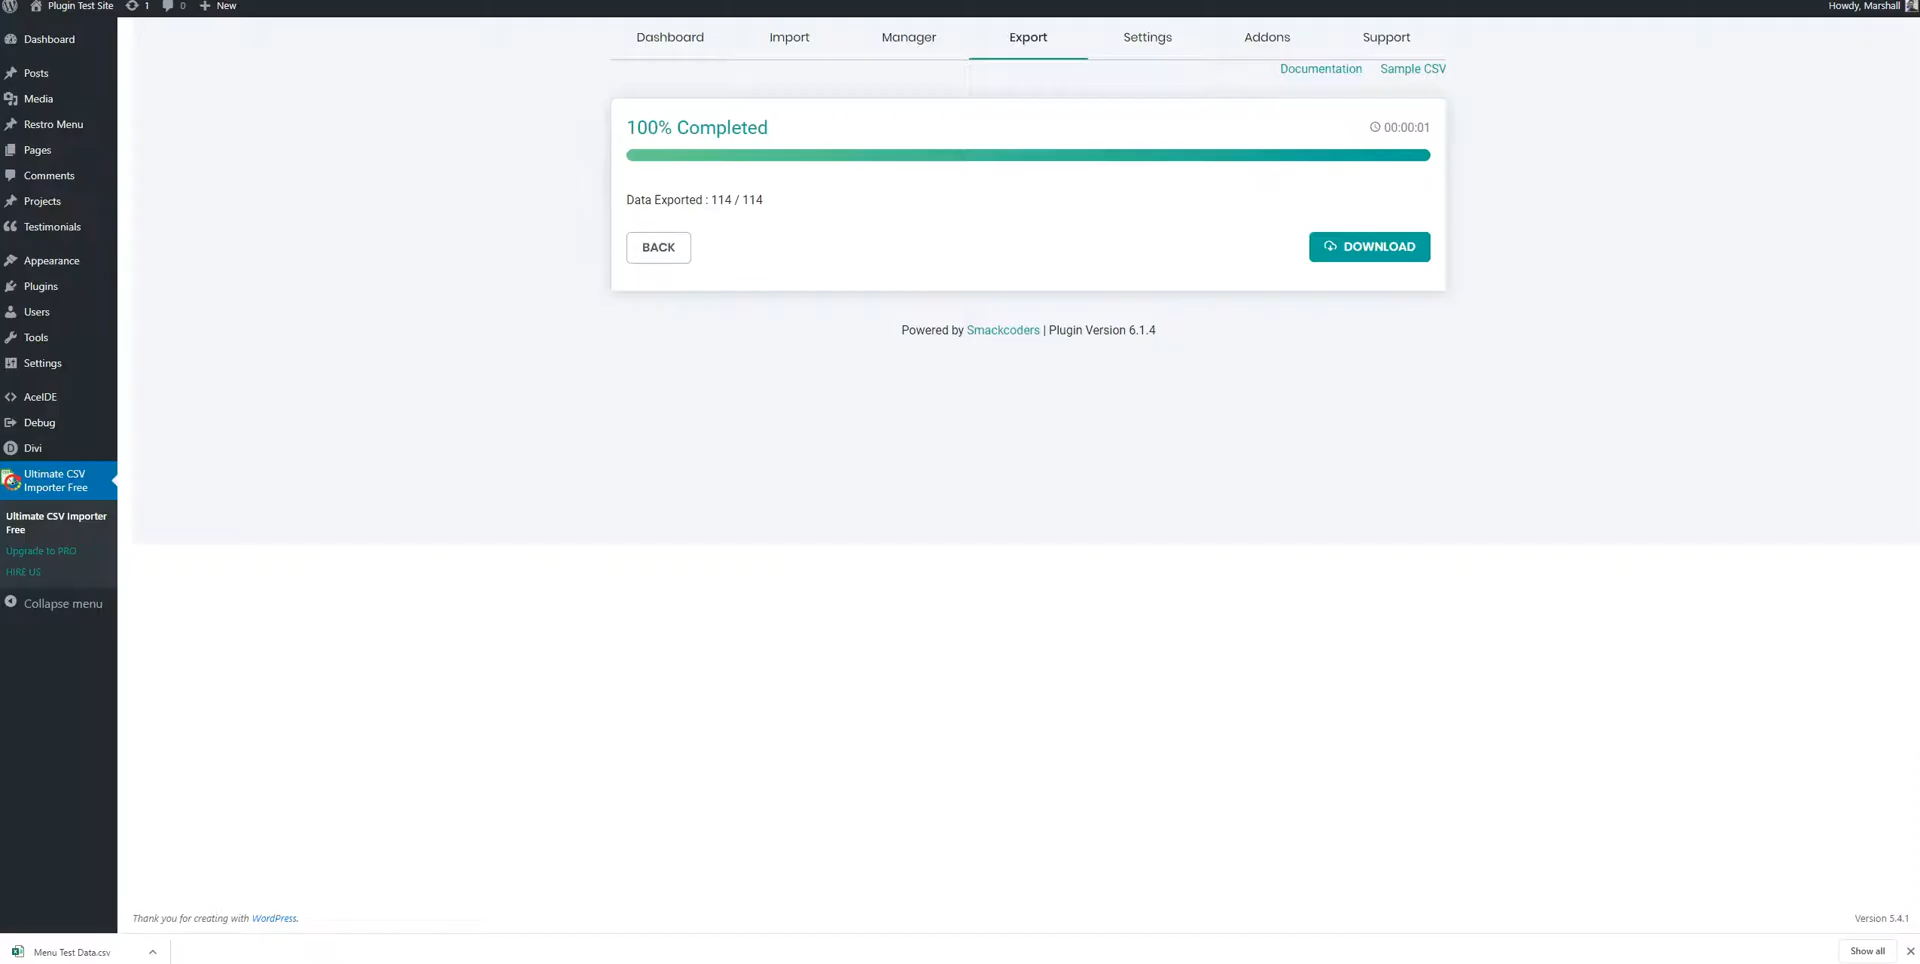 Plugin Test Site 1 0 New Howdy, Marshall
Dashboard
Posts
Media
Restro Menu
Pages
Comments
Projects
Testimonials
Appearance
Plugins
Users
Tools
Settings
AceIDE
Debug
Divi
Ultimate CSV
Importer Free
Ultimate CSV Importer
Free
Upgrade to PRO
HIRE US
Collapse menu
Dashboard Import Manager Export Settings Addons Support
Documentation Sample CSV
100% Completed 00:00:01
Data Exported : 114 / 114
BACK DOWNLOAD
Powered by Smackcoders | Plugin Version 6.1.4
Thank you for creating with WordPress. Version 5.4.1
Menu Test Data.csv Show all